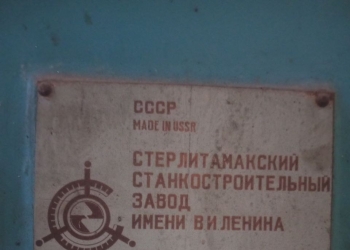 СССР
MADE IN USSR
СТЕРЛИТАМАКСКИЙ
СТАНКОСТРОИТЕЛЬНЫЙ
ЗАВОД
ИМЕНИ В И ЛЕНИНА